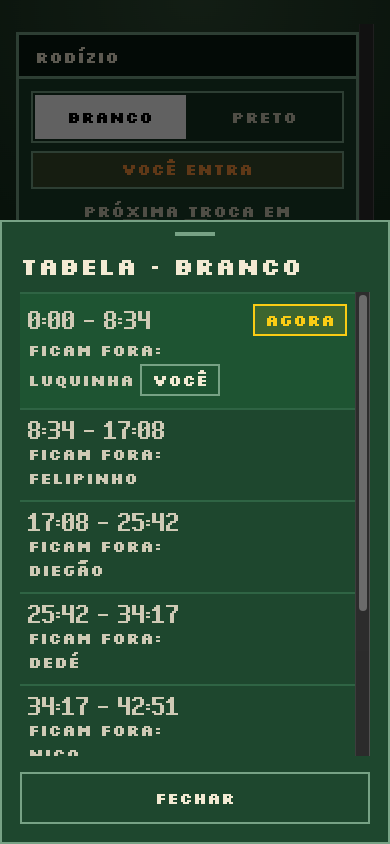 RODÍZIO
BRANCO PRETO
VOCÊ ENTRA
PRÓXIMA TROCA EM
TABELA - BRANCO
0:00 – 8:34 AGORA
FICAM FORA:
LUQUINHA VOCÊ
8:34 – 17:08
FICAM FORA:
FELIPINHO
17:08 – 25:42
FICAM FORA:
DIEGÃO
25:42 – 34:17
FICAM FORA:
DEDÉ
34:17 – 42:51
FICAM FORA:
FECHAR